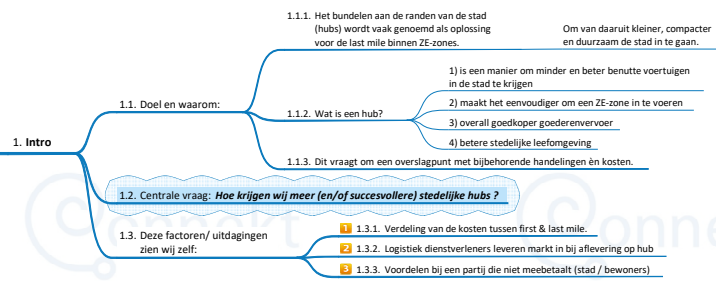 1. Intro
1.1. Doel en waarom:
1.1.1. Het bundelen aan de randen van de stad
(hubs) wordt vaak genoemd als oplossing
voor de last mile binnen ZE-zones.
Om van daaruit kleiner, compacter
en duurzaam de stad in te gaan.
1.1.2. Wat is een hub?
1) is een manier om minder en beter benutte voertuigen
in de stad te krijgen
2) maakt het eenvoudiger om een ZE-zone in te voeren
3) overall goedkoper goederenvervoer
4) betere stedelijke leefomgeving
1.1.3. Dit vraagt om een overslagpunt met bijbehorende handelingen èn kosten.
1.2. Centrale vraag: Hoe krijgen wij meer (en/of succesvollere) stedelijke hubs ?
1.3. Deze factoren/ uitdagingen
zien wij zelf:
1 1.3.1. Verdeling van de kosten tussen first & last mile.
2 1.3.2. Logistiek dienstverleners leveren markt in bij aflevering op hub
3 1.3.3. Voordelen bij een partij die niet meebetaalt (stad / bewoners)